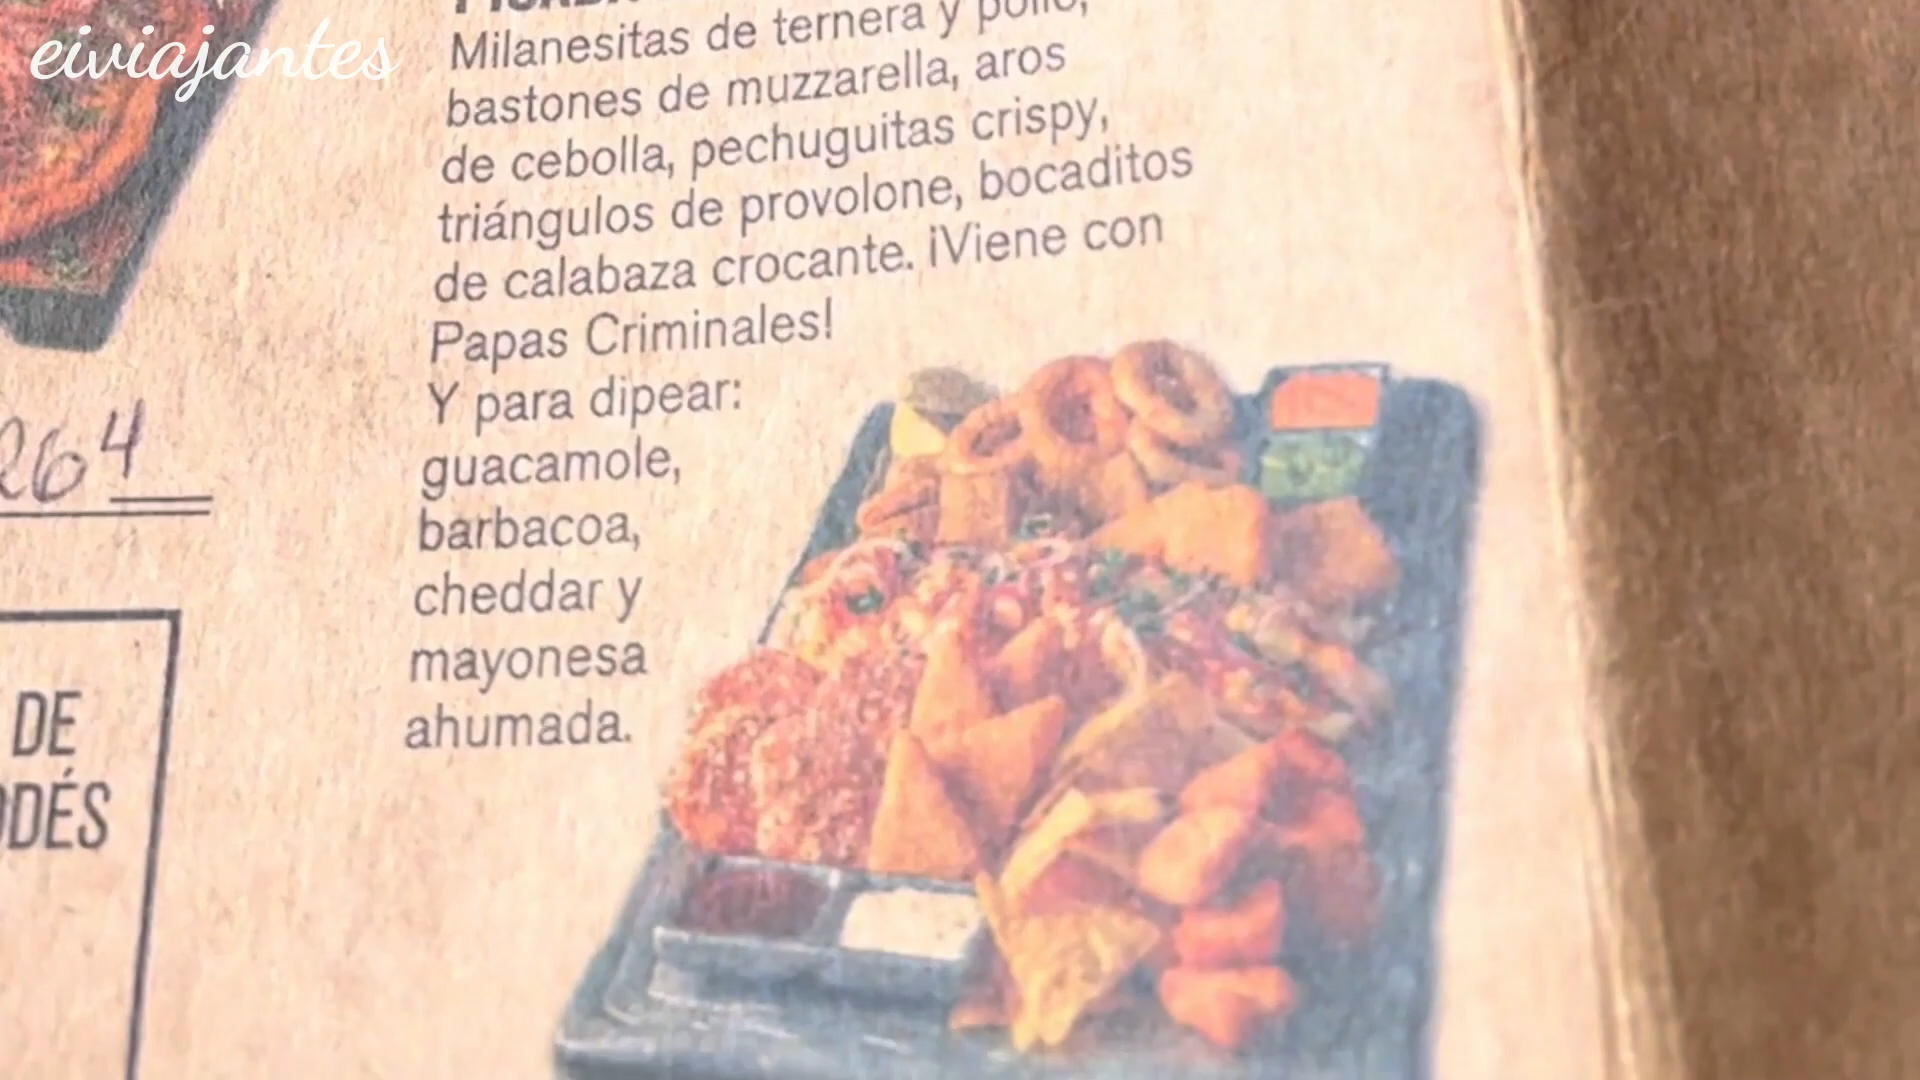 eiviajantes
Milanesitas de ternera y pollo,
bastones de muzzarella, aros
de cebolla, pechuguitas crispy,
triángulos de provolone, bocaditos
de calabaza crocante. ¡Viene con
Papas Criminales!
Y para dipear:
guacamole,
barbacoa,
cheddar y
mayonesa
ahumada.
264
DE